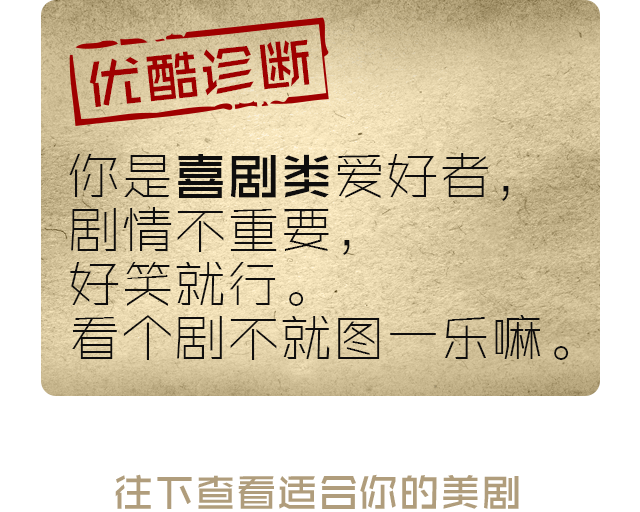 优酷诊断
你是喜剧类爱好者，
剧情不重要，
好笑就行。
看个剧不就图一乐嘛。
往下查看适合你的美剧